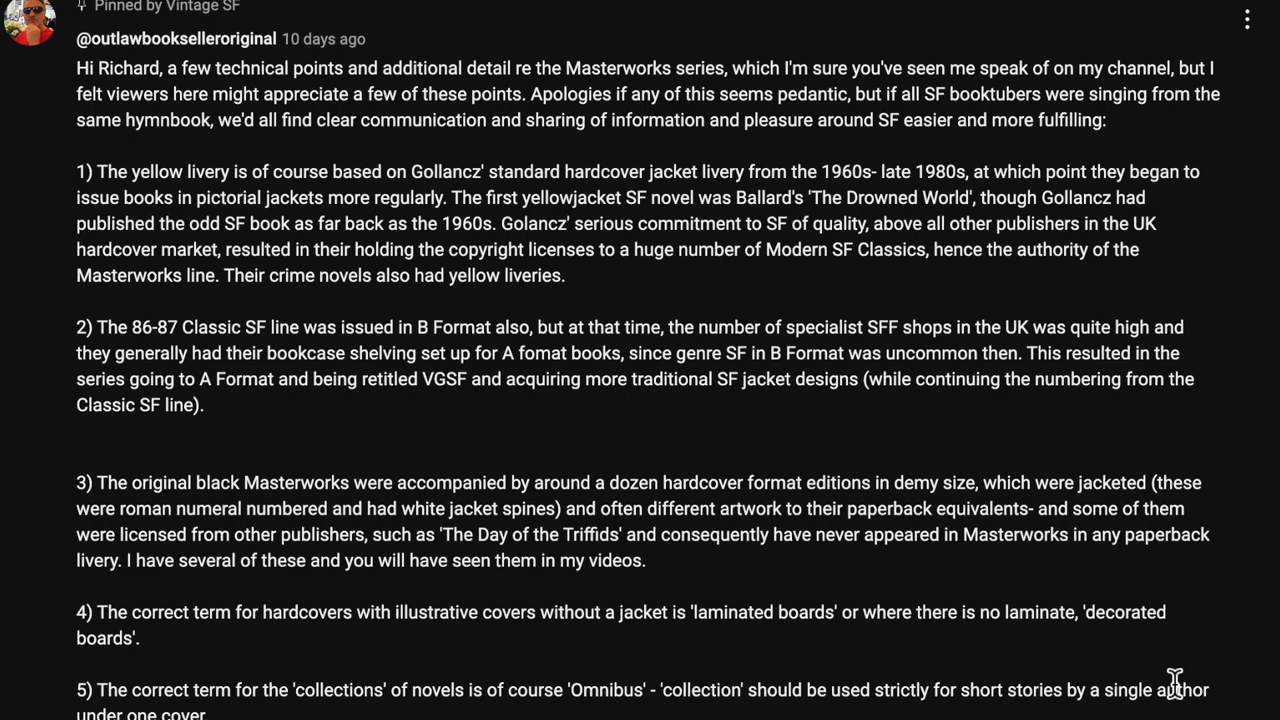 Pinned by Vintage SF
@outlawbookselleroriginal 10 days ago
Hi Richard, a few technical points and additional detail re the Masterworks series, which I'm sure you've seen me speak of on my channel, but I
felt viewers here might appreciate a few of these points. Apologies if any of this seems pedantic, but if all SF booktubers were singing from the
same hymnbook, we'd all find clear communication and sharing of information and pleasure around SF easier and more fulfilling:
1) The yellow livery is of course based on Gollancz' standard hardcover jacket livery from the 1960s- late 1980s, at which point they began to
issue books in pictorial jackets more regularly. The first yellowjacket SF novel was Ballard's 'The Drowned World', though Gollancz had
published the odd SF book as far back as the 1960s. Golancz' serious commitment to SF of quality, above all other publishers in the UK
hardcover market, resulted in their holding the copyright licenses to a huge number of Modern SF Classics, hence the authority of the
Masterworks line. Their crime novels also had yellow liveries.
2) The 86-87 Classic SF line was issued in B Format also, but at that time, the number of specialist SFF shops in the UK was quite high and
they generally had their bookcase shelving set up for A fomat books, since genre SF in B Format was uncommon then. This resulted in the
series going to A Format and being retitled VGSF and acquiring more traditional SF jacket designs (while continuing the numbering from the
Classic SF line).
3) The original black Masterworks were accompanied by around a dozen hardcover format editions in demy size, which were jacketed (these
were roman numeral numbered and had white jacket spines) and often different artwork to their paperback equivalents- and some of them
were licensed from other publishers, such as 'The Day of the Triffids' and consequently have never appeared in Masterworks in any paperback
livery. I have several of these and you will have seen them in my videos.
4) The correct term for hardcovers with illustrative covers without a jacket is 'laminated boards' or where there is no laminate, 'decorated
boards'.
5) The correct term for the 'collections' of novels is of course 'Omnibus' - 'collection' should be used strictly for short stories by a single author
under one cover